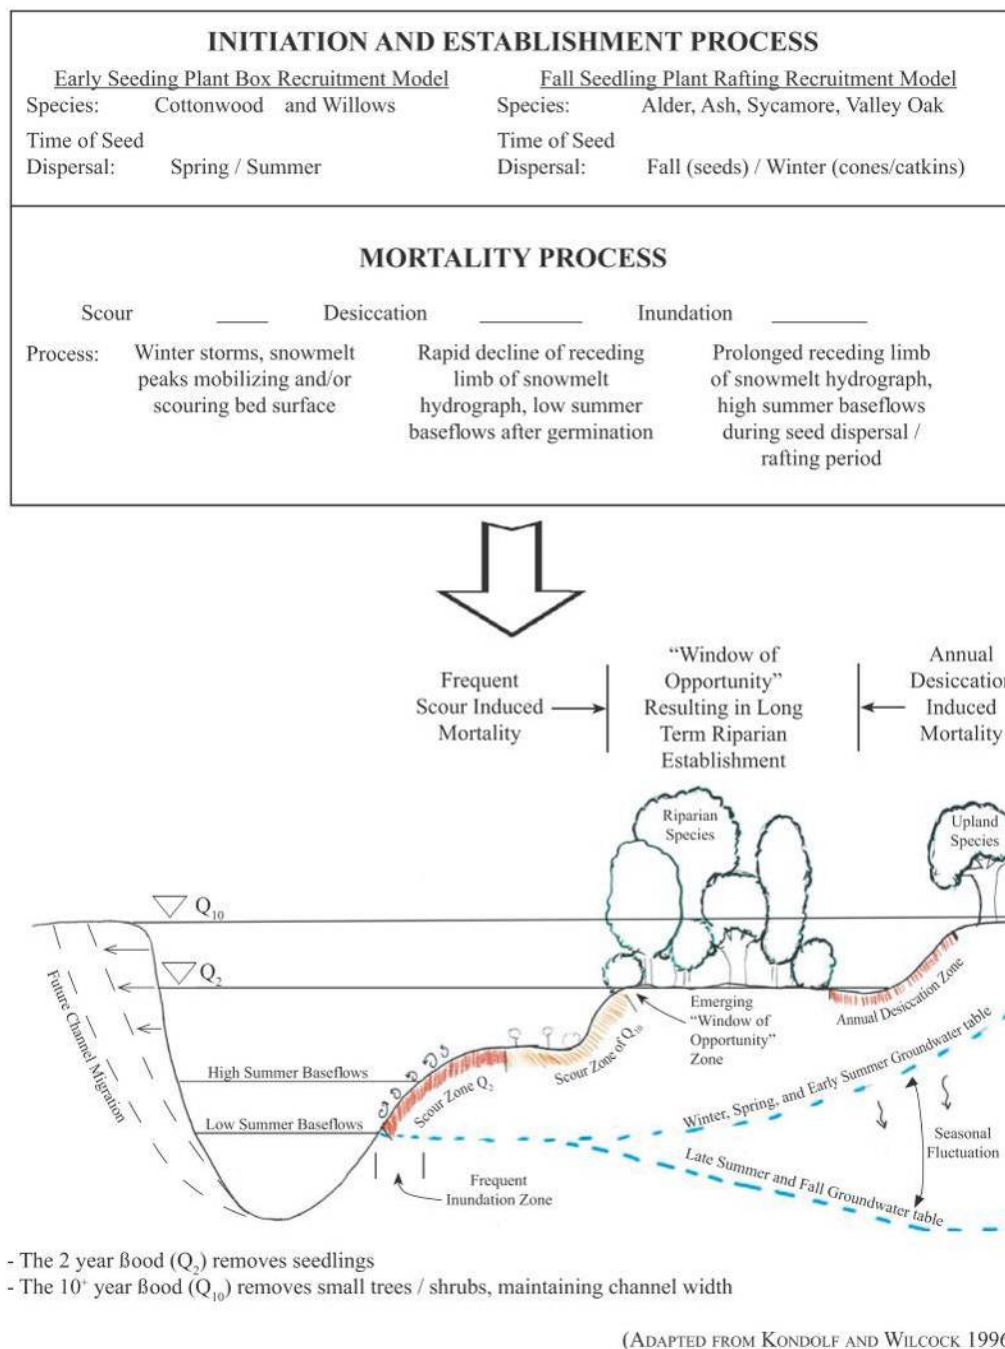 INITIATION AND ESTABLISHMENT PROCESS
Early Seeding Plant Box Recruitment Model
Species: Cottonwood and Willows
Time of Seed
Dispersal: Spring / Summer
Fall Seedling Plant Rafting Recruitment Model
Species: Alder, Ash, Sycamore, Valley Oak
Time of Seed
Dispersal: Fall (seeds) / Winter (cones/catkins)
MORTALITY PROCESS
Scour ____ Desiccation ________ Inundation ________
Process:
Winter storms, snowmelt
peaks mobilizing and/or
scouring bed surface
Rapid decline of receding
limb of snowmelt
hydrograph, low summer
baseflows after germination
Prolonged receding limb
of snowmelt hydrograph,
high summer baseflows
during seed dispersal /
rafting period
Frequent
Scour Induced
Mortality
“Window of
Opportunity”
Resulting in Long
Term Riparian
Establishment
Annual
Desiccation
Induced
Mortality
Riparian
Species
Upland
Species
Q10
Q2
Future Channel Migration
High Summer Baseflows
Low Summer Baseflows
Scour Zone Q2
Scour Zone of Q10
Emerging
“Window of
Opportunity”
Zone
Annual Desiccation Zone
Winter, Spring, and Early Summer Groundwater table
Late Summer and Fall Groundwater table
Seasonal
Fluctuation
Frequent
Inundation Zone
- The 2 year ßood (Q2) removes seedlings
- The 10+ year ßood (Q10) removes small trees / shrubs, maintaining channel width
(ADAPTED FROM KONDOLF AND WILCOCK 1996